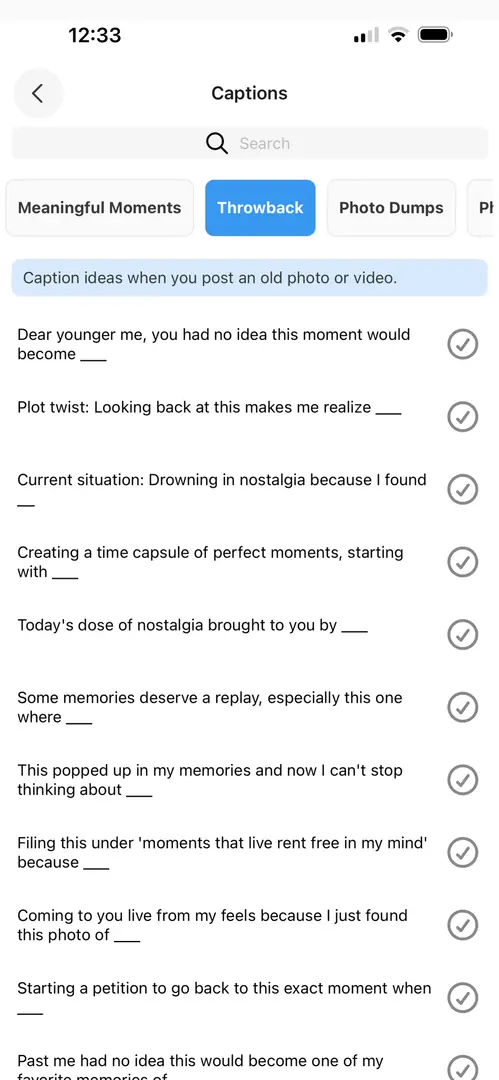 12:33
Captions
Search
Meaningful Moments
Throwback
Photo Dumps
Ph
Caption ideas when you post an old photo or video.
Dear younger me, you had no idea this moment would
become ___
Plot twist: Looking back at this makes me realize ___
Current situation: Drowning in nostalgia because I found
__
Creating a time capsule of perfect moments, starting
with ___
Today's dose of nostalgia brought to you by ___
Some memories deserve a replay, especially this one
where ___
This popped up in my memories and now I can't stop
thinking about ___
Filing this under 'moments that live rent free in my mind'
because ___
Coming to you live from my feels because I just found
this photo of ___
Starting a petition to go back to this exact moment when
___
Past me had no idea this would become one of my
favorite memories of